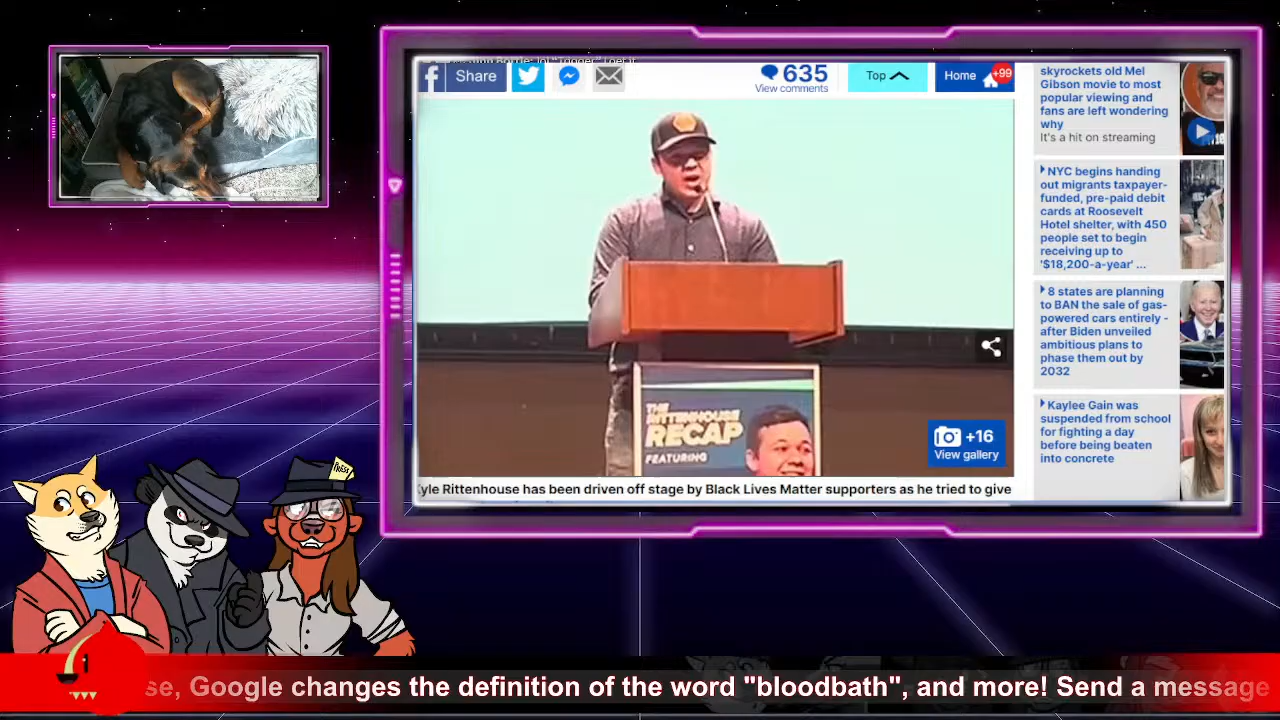 Share
635
View comments
Top
Home
+99
skyrockets old Mel
Gibson movie to most
popular viewing and
fans are left wondering
why
It's a hit on streaming
NYC begins handing
out migrants taxpayer-
funded, pre-paid debit
cards at Roosevelt
Hotel shelter, with 450
people set to begin
receiving up to
'$18,200-a-year' ...
8 states are planning
to BAN the sale of gas-
powered cars entirely -
after Biden unveiled
ambitious plans to
phase them out by
2032
Kaylee Gain was
suspended from school
for fighting a day
before being beaten
into concrete
THE
RITTENHOUSE
RECAP
FEATURING
+16
View gallery
yle Rittenhouse has been driven off stage by Black Lives Matter supporters as he tried to give
PRESS
se, Google changes the definition of the word "bloodbath", and more! Send a message